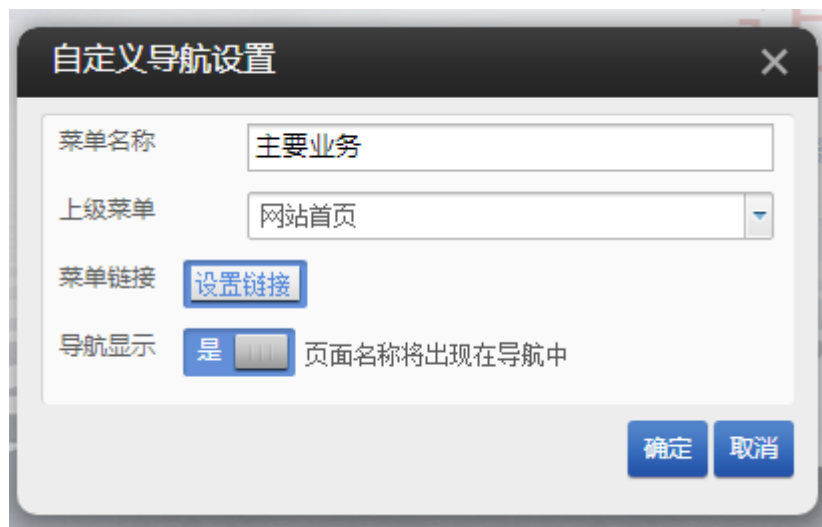 自定义导航设置
菜单名称 主要业务
上级菜单 网站首页
菜单链接 设置链接
导航显示 是 页面名称将出现在导航中
确定 取消